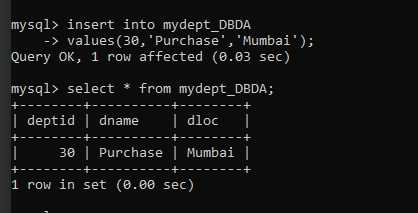 mysql> insert into mydept_DBDA
    -> values(30,'Purchase','Mumbai');
Query OK, 1 row affected (0.03 sec)

mysql> select * from mydept_DBDA;
+--------+----------+--------+
| deptid | dname    | dloc   |
+--------+----------+--------+
|     30 | Purchase | Mumbai |
+--------+----------+--------+
1 row in set (0.00 sec)